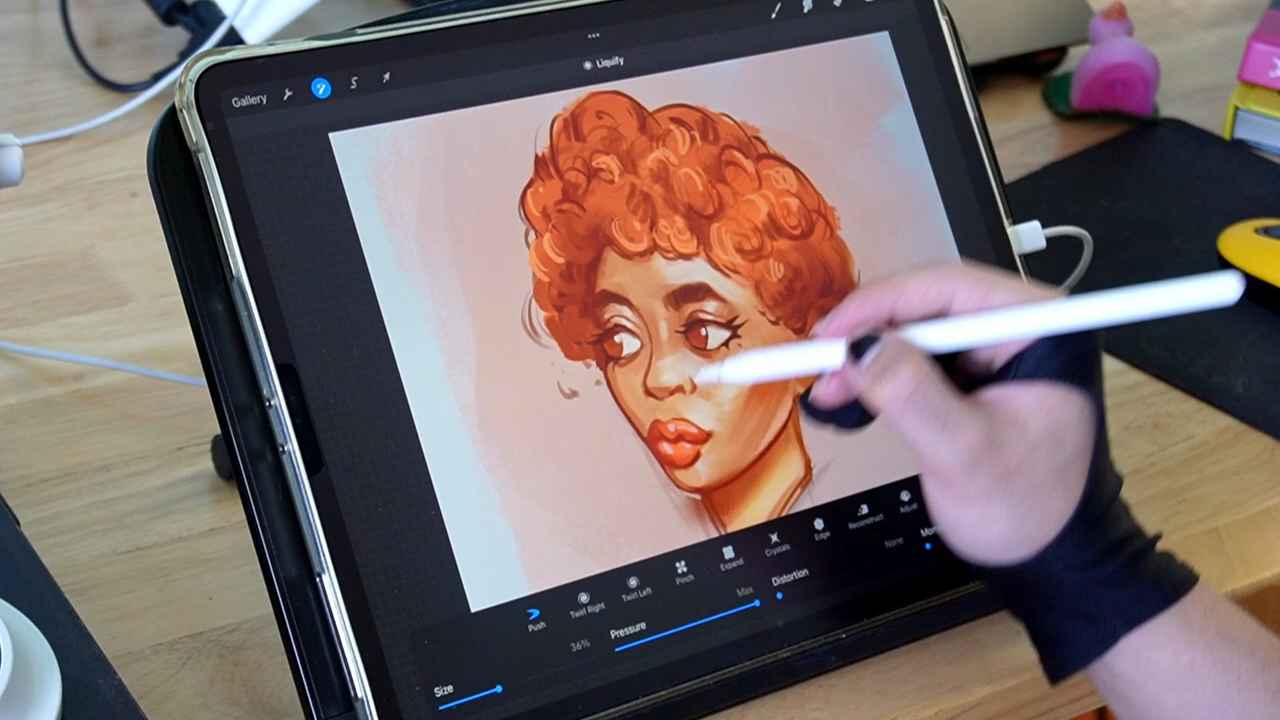 Gallery
Liquify
Push
Twirl Right
Twirl Left
Pinch
Expand
Crystals
Edge
Reconstruct
Adjust
Size
36%
Pressure
Max
Distortion
None